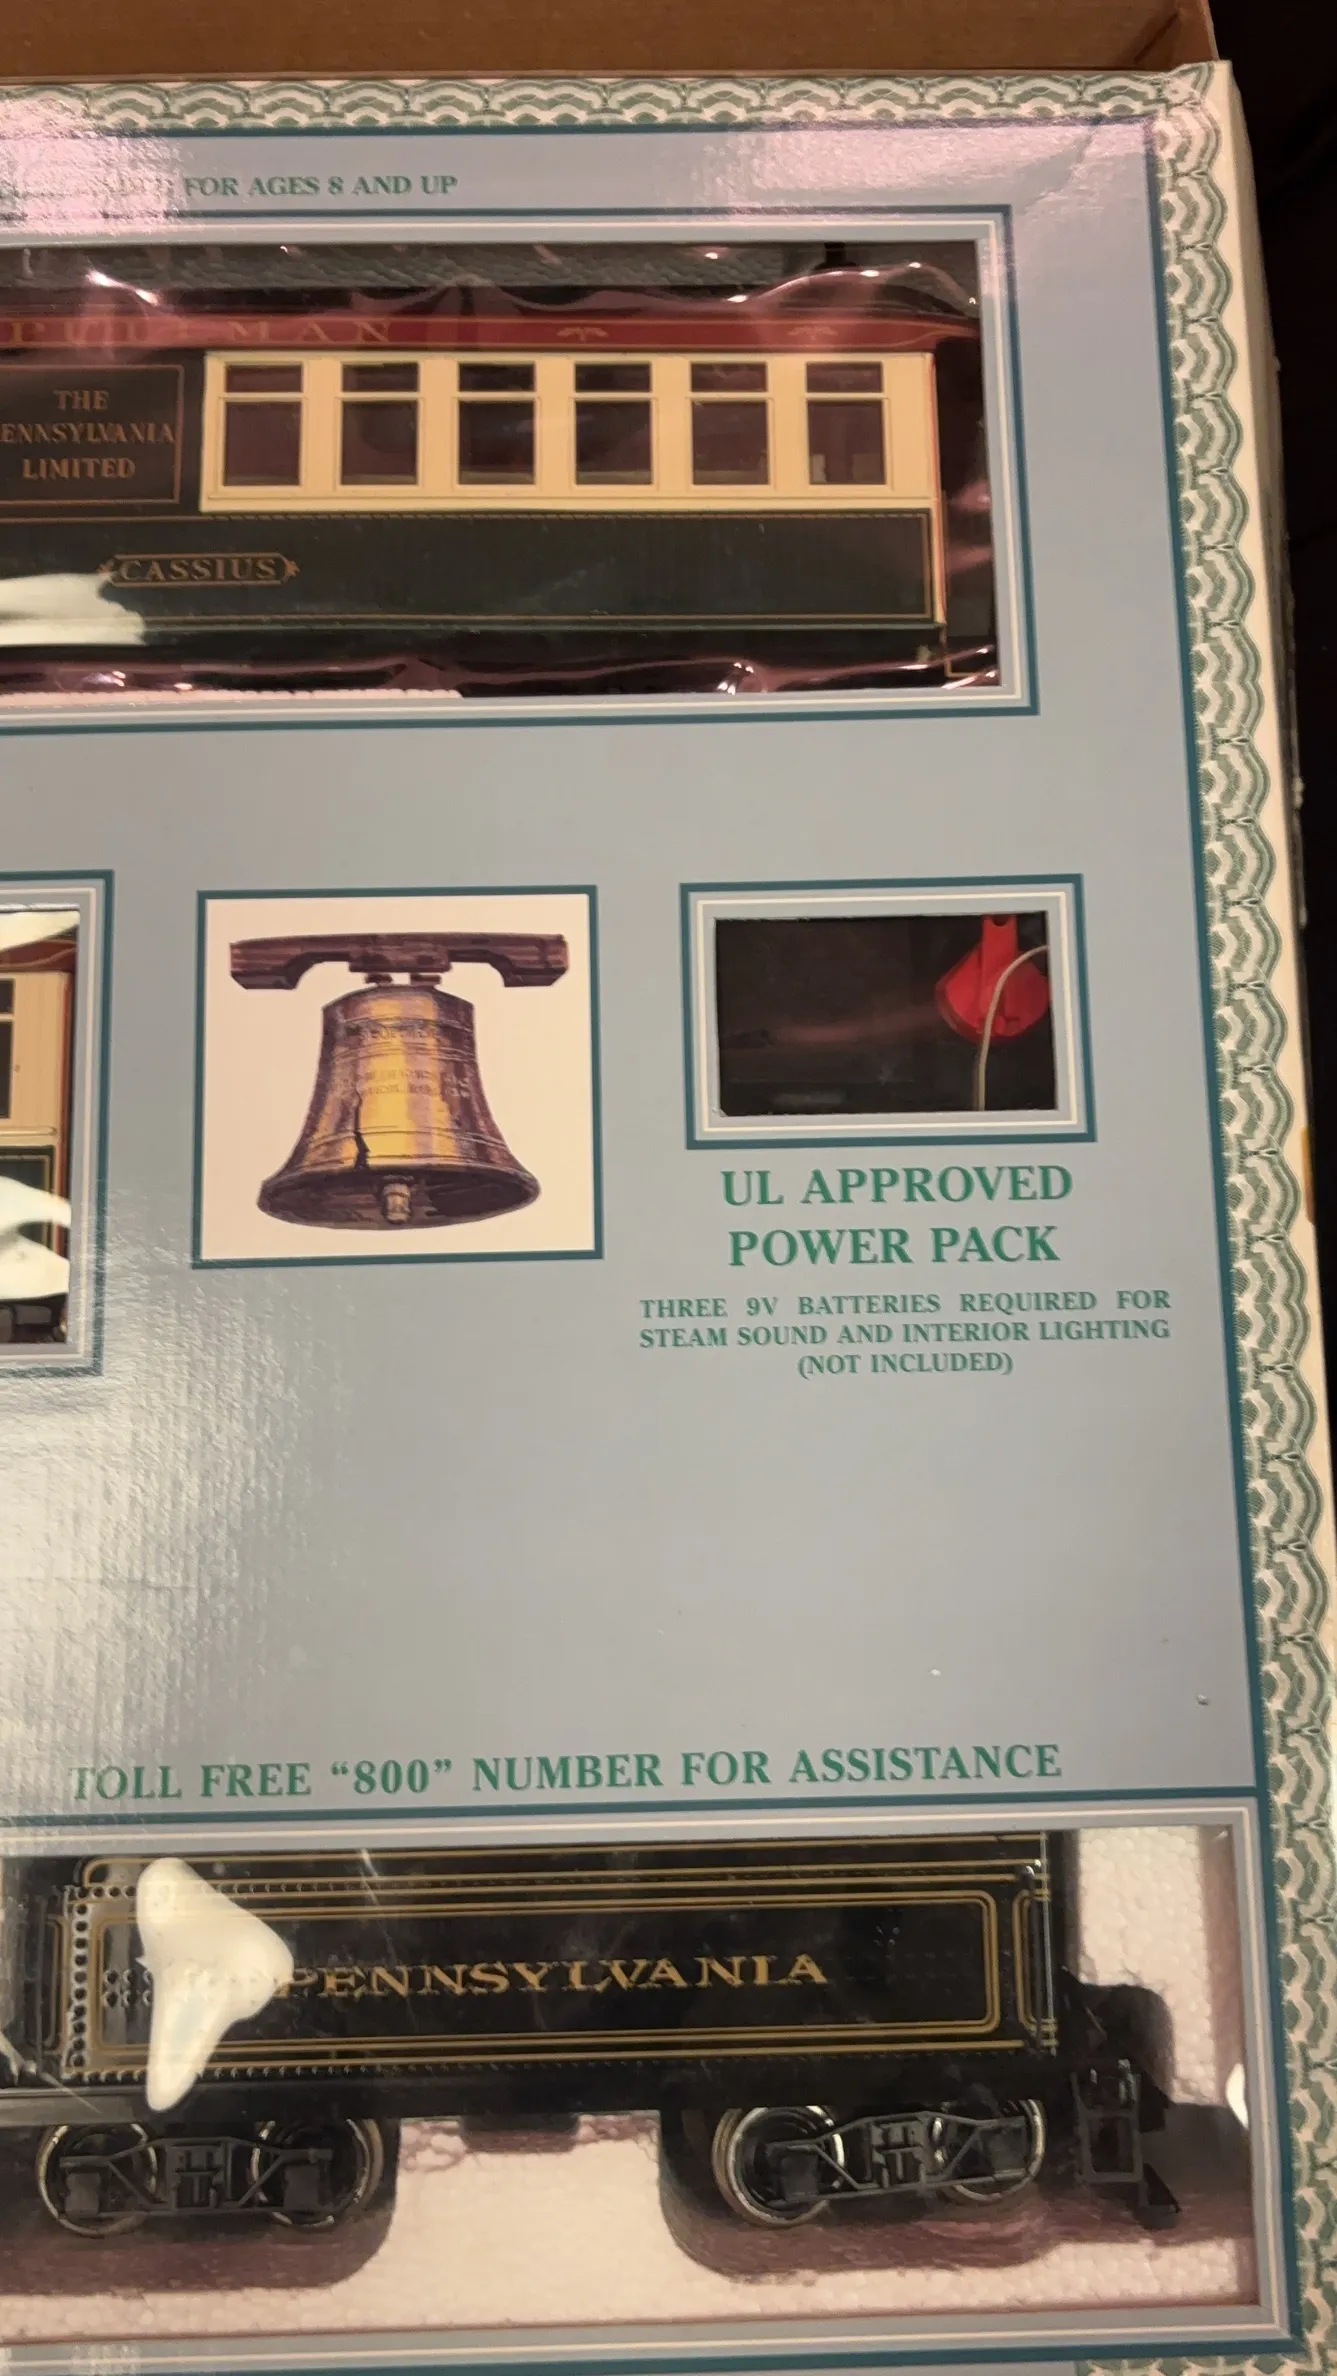 FOR AGES 8 AND UP
PULLMAN
THE
ENNSYLVANIA
LIMITED
CASSIUS
UL APPROVED
POWER PACK
THREE 9V BATTERIES REQUIRED FOR
STEAM SOUND AND INTERIOR LIGHTING
(NOT INCLUDED)
TOLL FREE “800” NUMBER FOR ASSISTANCE
PENNSYLVANIA